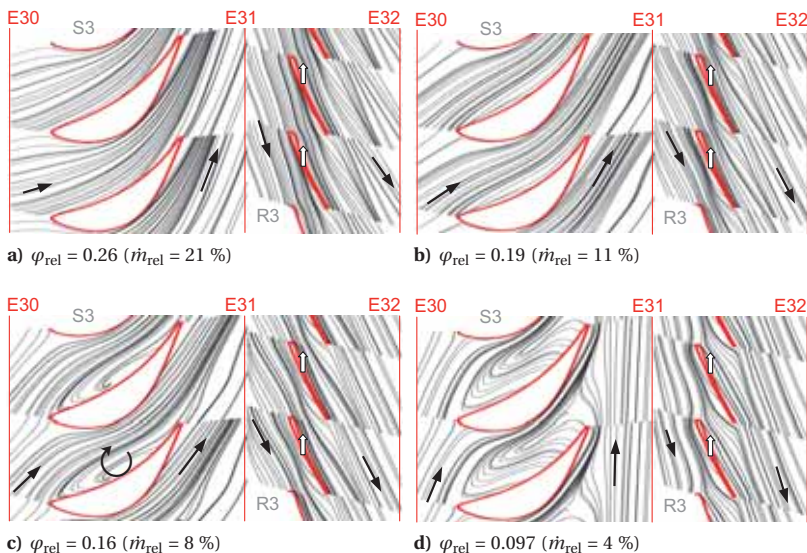 E30 S3 E31 E32
R3
a) φrel = 0.26 (ṁrel = 21 %)
E30 S3 E31 E32
R3
b) φrel = 0.19 (ṁrel = 11 %)
E30 S3 E31 E32
R3
c) φrel = 0.16 (ṁrel = 8 %)
E30 S3 E31 E32
R3
d) φrel = 0.097 (ṁrel = 4 %)